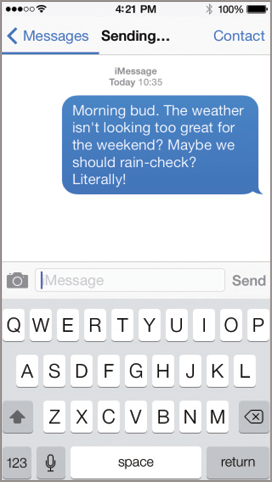 4:21 PM 100%
Messages Sending... Contact
iMessage
Today 10:35
Morning bud. The weather
isn't looking too great for
the weekend? Maybe we
should rain-check?
Literally!
iMessage Send
Q W E R T Y U I O P
A S D F G H J K L
Z X C V B N M
123 space return